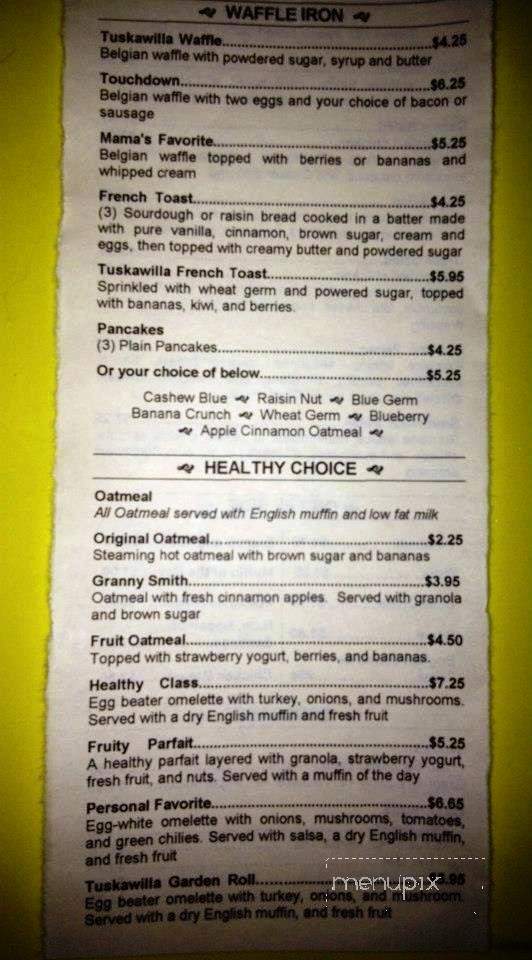 WAFFLE IRON
Tuskawilla Waffle....................................................$4.25
Belgian waffle with powdered sugar, syrup and butter
Touchdown..............................................................$6.25
Belgian waffle with two eggs and your choice of bacon or
sausage
Mama's Favorite......................................................$5.25
Belgian waffle topped with berries or bananas and
whipped cream
French Toast...........................................................$4.25
(3) Sourdough or raisin bread cooked in a batter made
with pure vanilla, cinnamon, brown sugar, cream and
eggs, then topped with creamy butter and powdered sugar
Tuskawilla French Toast........................................$5.95
Sprinkled with wheat germ and powered sugar, topped
with bananas, kiwi, and berries.
Pancakes
(3) Plain Pancakes....................................................$4.25
Or your choice of below.........................................$5.25
Cashew Blue Raisin Nut Blue Germ
Banana Crunch Wheat Germ Blueberry
Apple Cinnamon Oatmeal
HEALTHY CHOICE
Oatmeal
All Oatmeal served with English muffin and low fat milk
Original Oatmeal.....................................................$2.25
Steaming hot oatmeal with brown sugar and bananas
Granny Smith..........................................................$3.95
Oatmeal with fresh cinnamon apples. Served with granola
and brown sugar
Fruit Oatmeal...........................................................$4.50
Topped with strawberry yogurt, berries, and bananas.
Healthy Class.........................................................$7.25
Egg beater omelette with turkey, onions, and mushrooms.
Served with a dry English muffin and fresh fruit
Fruity Parfait..........................................................$5.25
A healthy parfait layered with granola, strawberry yogurt,
fresh fruit, and nuts. Served with a muffin of the day
Personal Favorite....................................................$6.65
Egg-white omelette with onions, mushrooms, tomatoes,
and green chilies. Served with salsa, a dry English muffin,
and fresh fruit
Tuskawilla Garden Roll
Egg beater omelette with turkey, onions, and mushroom.
Served with a dry English muffin, and fresh fruit
menupix